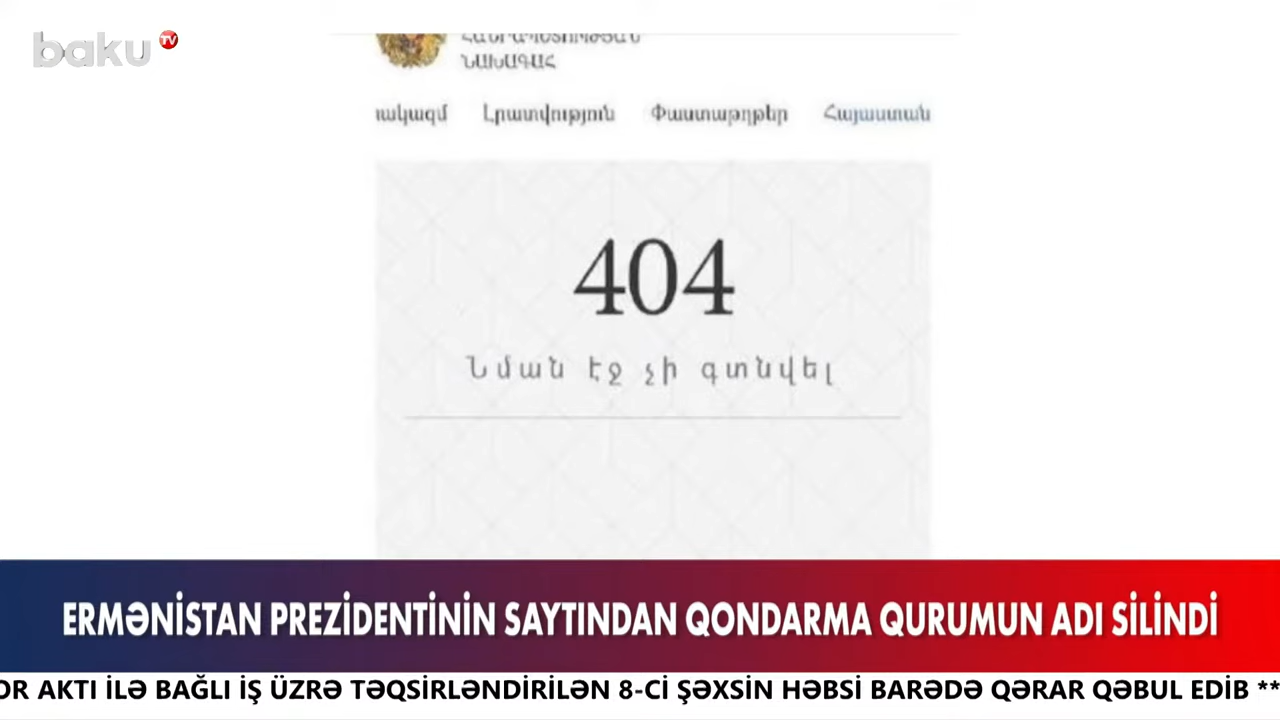 baku TV
ՀԱՆՐԱՊԵՏՈՒԹՅԱՆ
ՆԱԽԱԳԱՀ
ակազմ Լրատվություն Փաստաթղթեր Հայաստան
404
Նման էջ չի գտնվել
ERMƏNİSTAN PREZİDENTİNİN SAYTINDAN QONDARMA QURUMUN ADI SİLİNDİ
OR AKTI İLƏ BAĞLI İŞ ÜZRƏ TƏQSİRLƏNDİRİLƏN 8-Cİ ŞƏXSİN HƏBSİ BARƏDƏ QƏRAR QƏBUL EDİB **